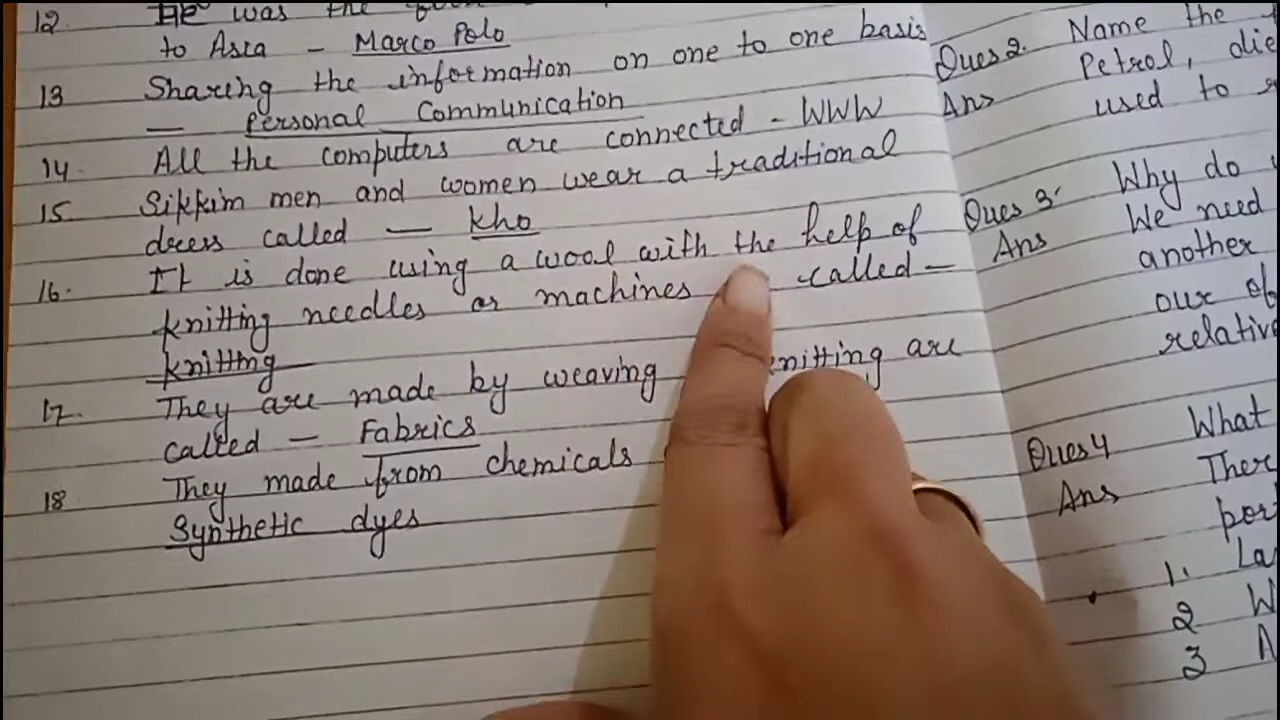 12. He was the
to Asia - Marco Polo
13 Sharing the information on one to one basis
— Personal Communication
14. All the computers are connected - WWW
15. Sikkim men and women wear a traditional
dress called — Kho
16. It is done using a wool with the help of
knitting needles or machines called —
knitting
17. They are made by weaving knitting are
called — Fabrics
18 They made from chemicals
Synthetic dyes
Ques 2. Name the
Petrol, die
Ans used to
Ques 3. Why do
Ans We need
another
our of
relative
Ques 4 What
Ans Ther
por
1. La
2 W
3 A